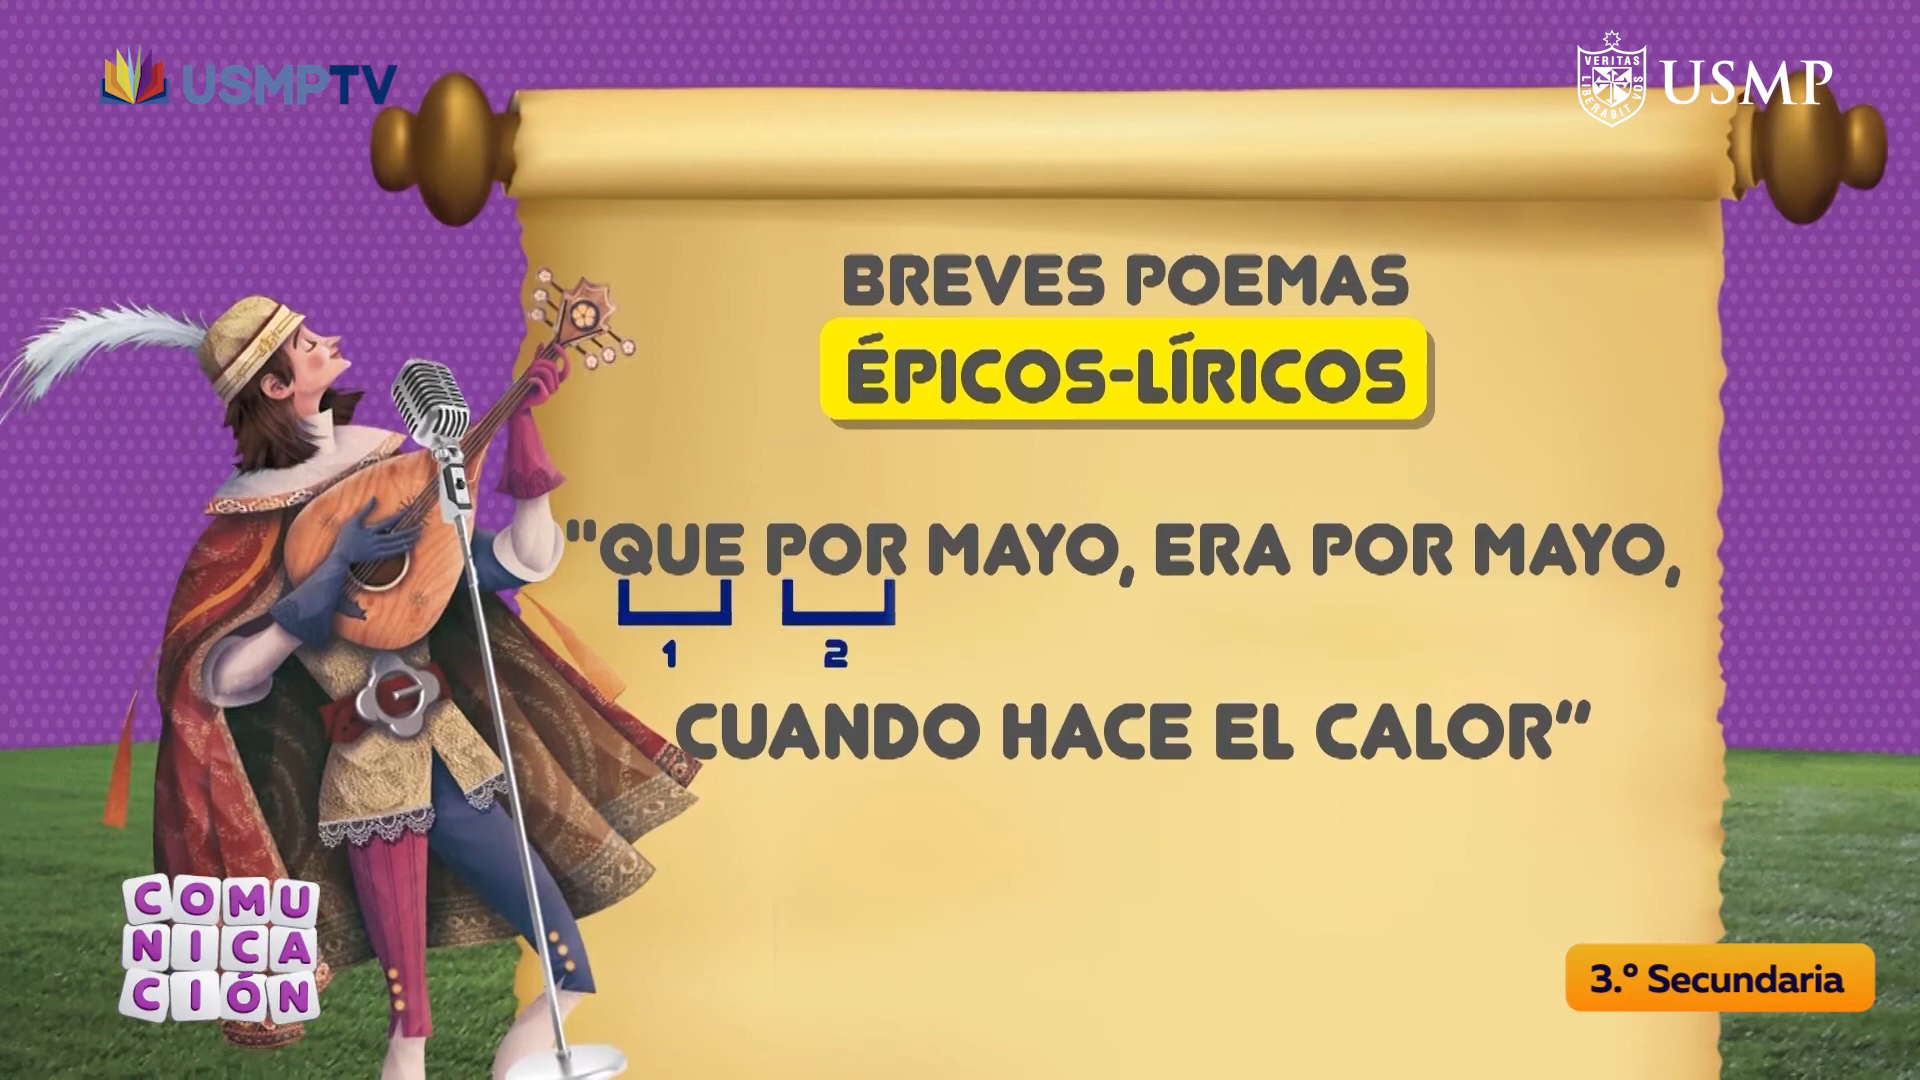 USMPTV
VERITAS
LIBERABIT VOS
USMP
BREVES POEMAS
ÉPICOS-LÍRICOS
"QUE POR MAYO, ERA POR MAYO,
1 2
CUANDO HACE EL CALOR"
COMU
NICA
CIÓN
3.º Secundaria